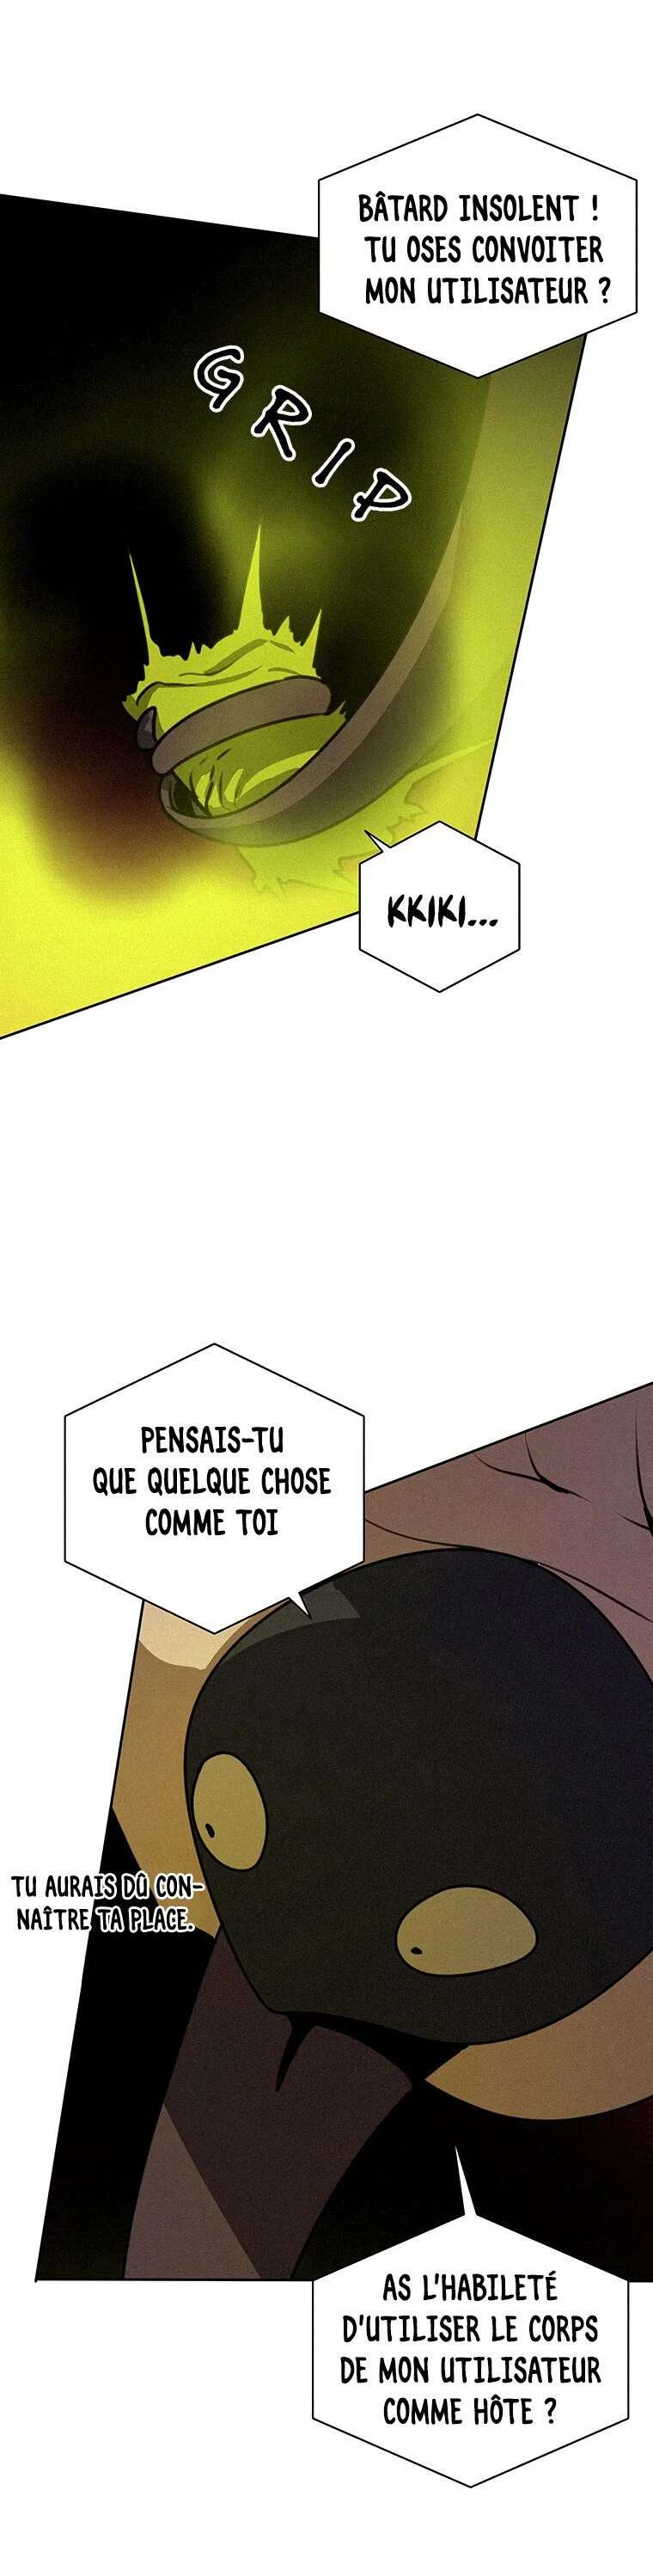 BÂTARD INSOLENT !
TU OSES CONVOITER
MON UTILISATEUR ?
GRIP
KKIKI...
PENSAIS-TU
QUE QUELQUE CHOSE
COMME TOI
TU AURAIS DÛ CON-
NAÎTRE TA PLACE.
AS L'HABILETÉ
D'UTILISER LE CORPS
DE MON UTILISATEUR
COMME HÔTE ?